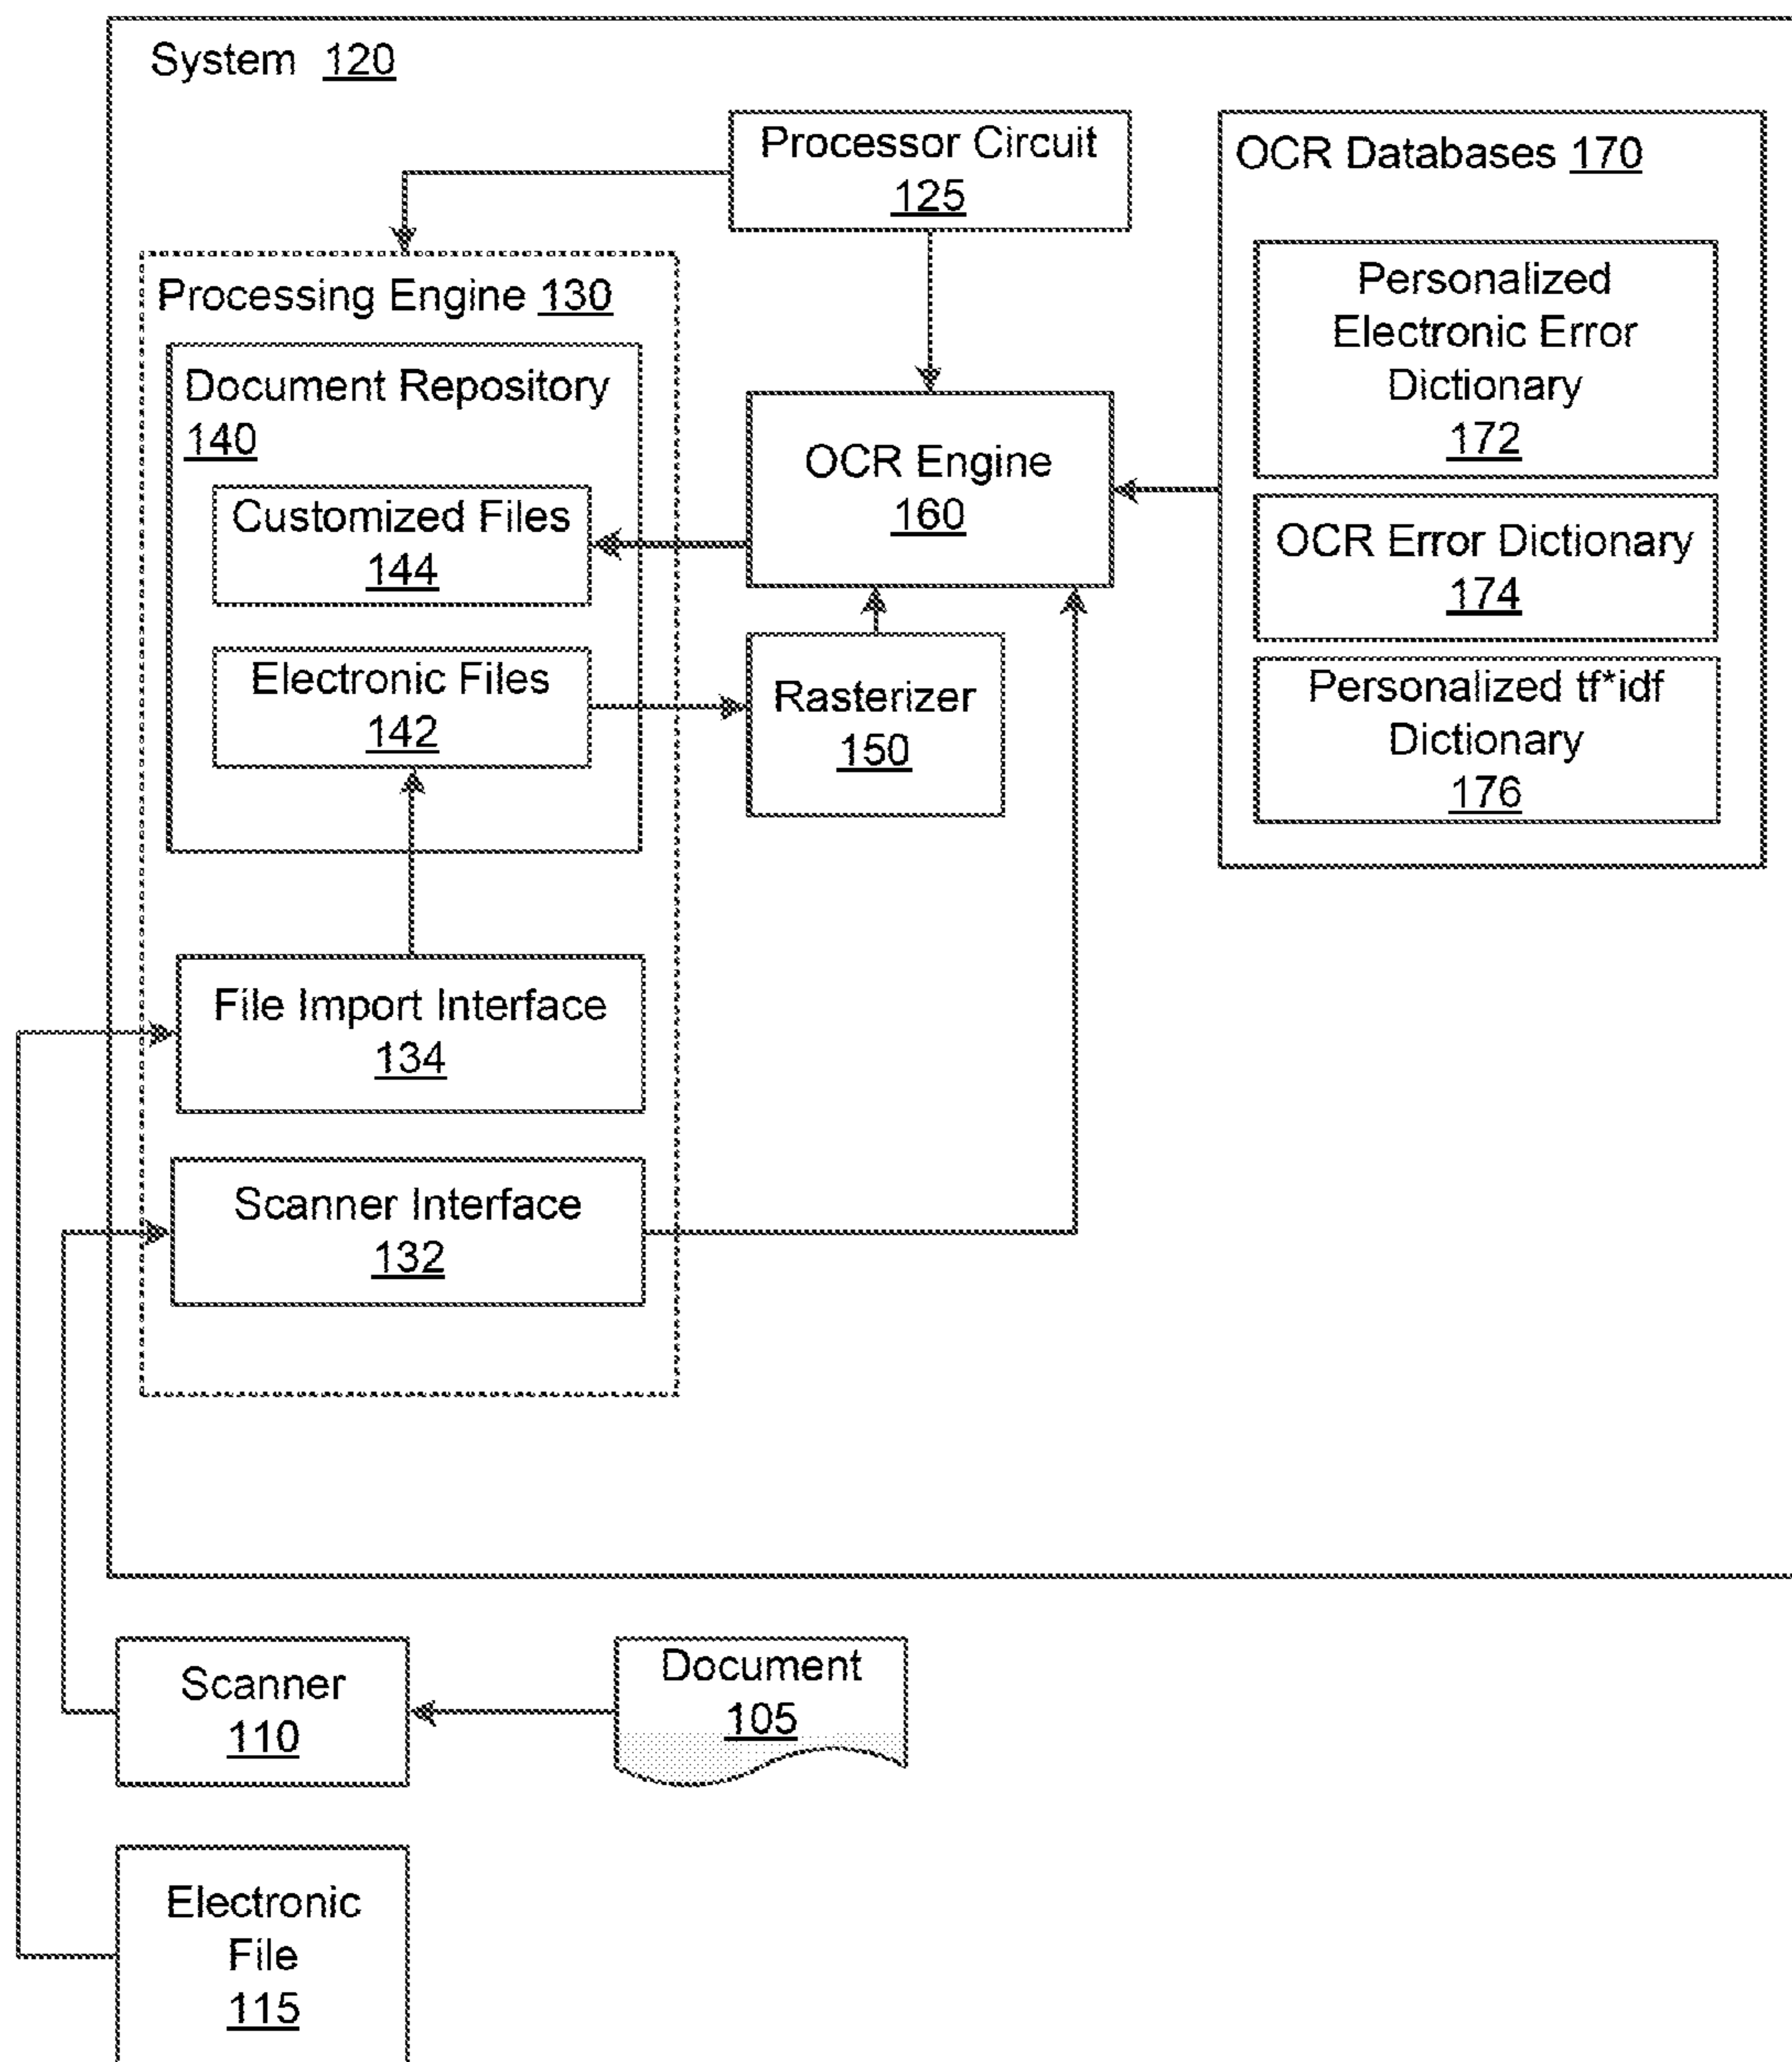 System 120
Processor Circuit
125
OCR Databases 170
Personalized
Electronic Error
Dictionary
172
OCR Error Dictionary
174
Personalized tf*idf
Dictionary
176
Processing Engine 130
Document Repository
140
Customized Files
144
Electronic Files
142
OCR Engine
160
Rasterizer
150
File Import Interface
134
Scanner Interface
132
Scanner
110
Document
105
Electronic
File
115